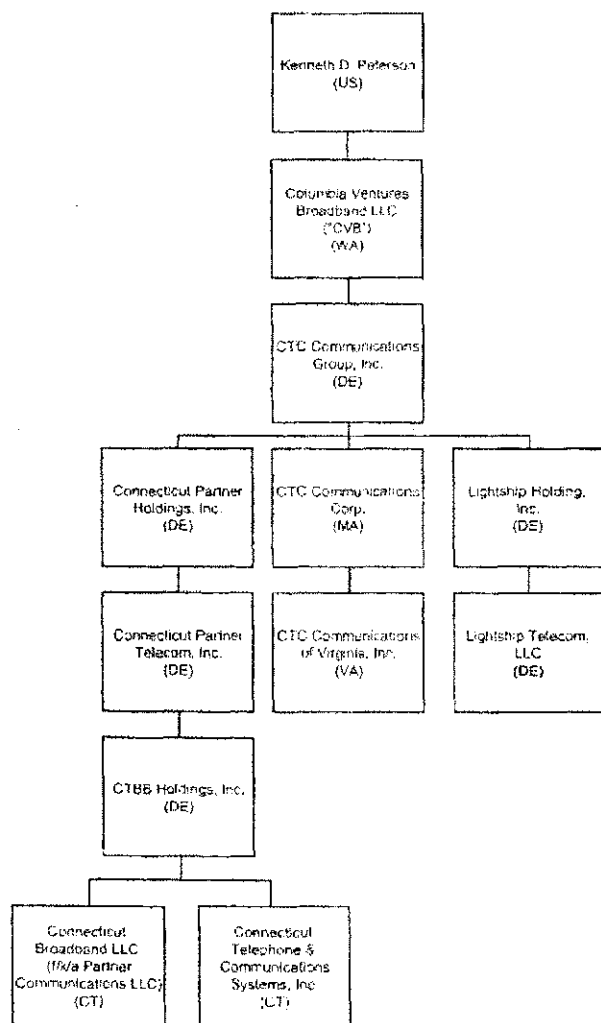 Kenneth D. Peterson
(US)
Columbia Ventures
Broadband LLC
("CVB")
(WA)
CTC Communications
Group, Inc.
(DE)
Connecticut Partner
Holdings, Inc.
(DE)
CTC Communications
Corp.
(MA)
Lightship Holding,
Inc.
(DE)
Connecticut Partner
Telecom, Inc.
(DE)
CTC Communications
of Virginia, Inc.
(VA)
Lightship Telecom,
LLC
(DE)
CTBB Holdings, Inc.
(DE)
Connecticut
Broadband LLC
(f/k/a Partner
Communications LLC)
(CT)
Connecticut
Telephone &
Communications
Systems, Inc
(CT)